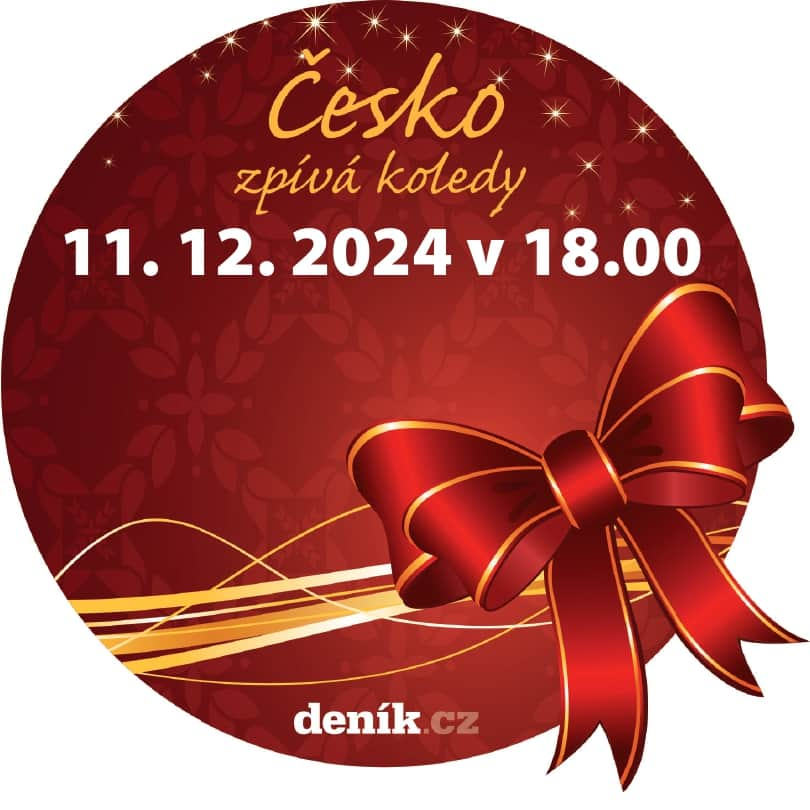 Česko
zpívá koledy
11. 12. 2024 v 18.00
deník.cz